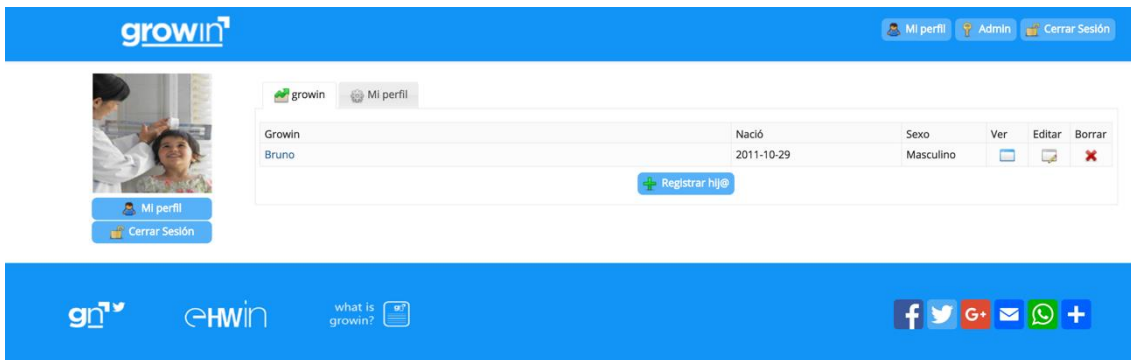 growin
Mi perfil
Admin
Cerrar Sesión
growin
Mi perfil
Growin Nació Sexo Ver Editar Borrar
Bruno 2011-10-29 Masculino
Registrar hij@
Mi perfil
Cerrar Sesión
gn
eHWin
what is
growin?
gn?
G+